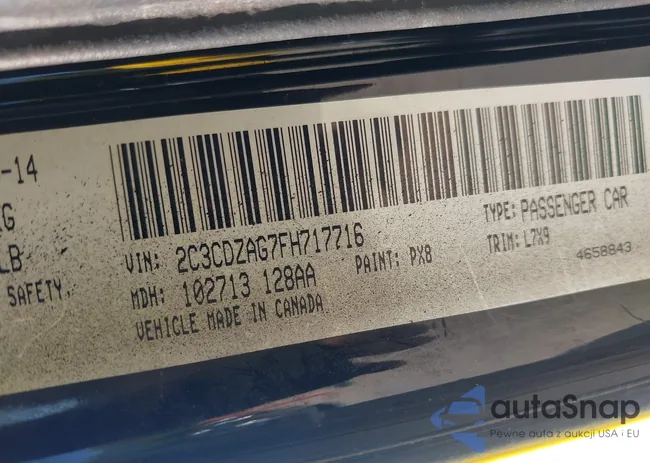 -14
G
LB
SAFETY.
VIN: 2C3CDZAG7FH717716
TYPE: PASSENGER CAR
MDH: 102713 128AA
PAINT: PX8
TRIM: L7X9
VEHICLE MADE IN CANADA
4658843
autaSnap
Pewne auta z aukcji USA i EU